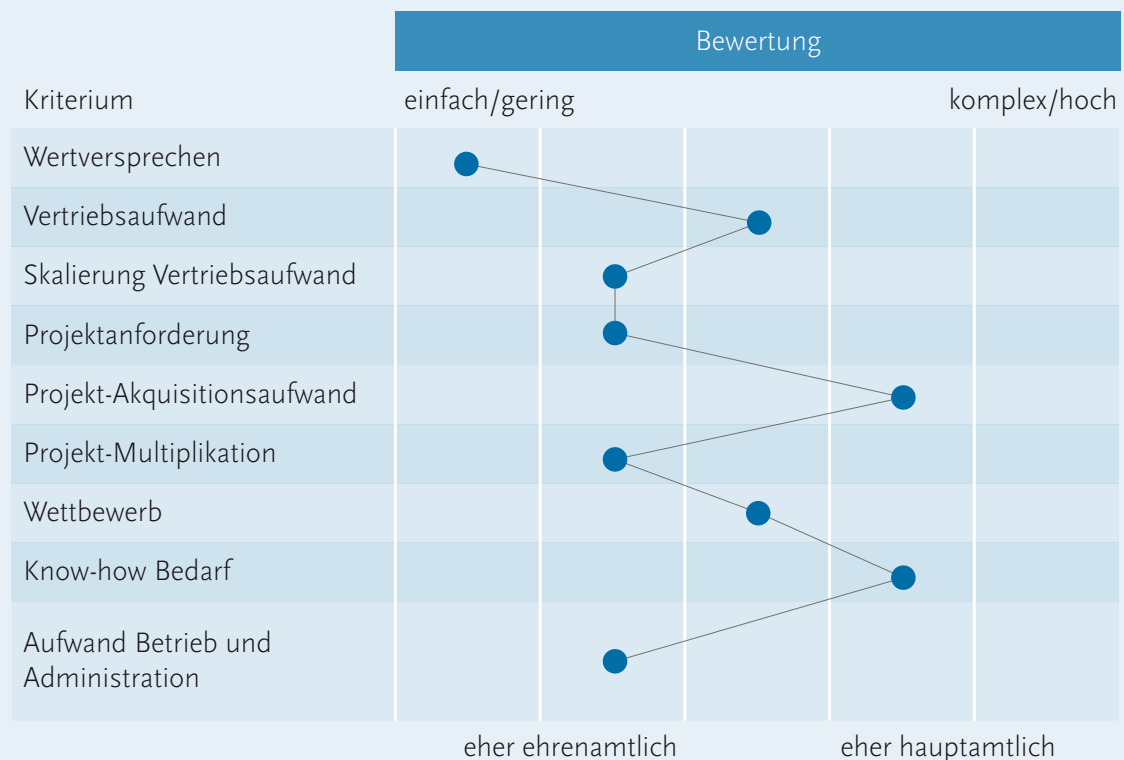 Bewertung
Kriterium einfach/gering komplex/hoch
Wertversprechen
Vertriebsaufwand
Skalierung Vertriebsaufwand
Projektanforderung
Projekt-Akquisitionsaufwand
Projekt-Multiplikation
Wettbewerb
Know-how Bedarf
Aufwand Betrieb und
Administration
eher ehrenamtlich eher hauptamtlich